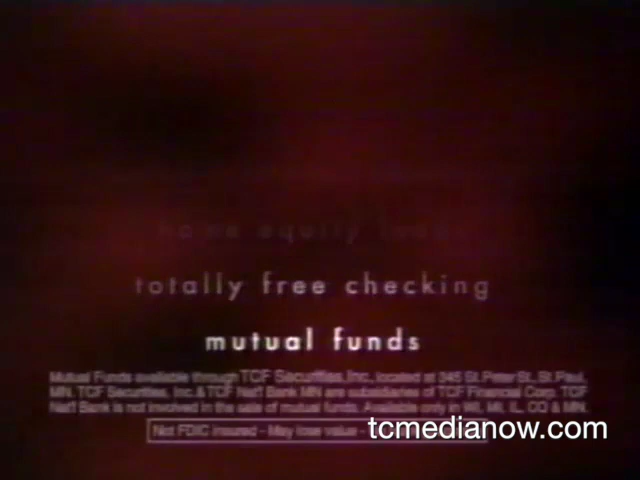 home equity loans
totally free checking
mutual funds
Mutual Funds available through TCF Securities, Inc., located at 345 St. Peter St., St. Paul,
MN. TCF Securities, Inc. & TCF Nat'l Bank MN are subsidiaries of TCF Financial Corp. TCF
Nat'l Bank is not involved in the sale of mutual funds. Available only in WI, MI, IL, CO & MN.
Not FDIC insured - May lose value -
tcmedianow.com